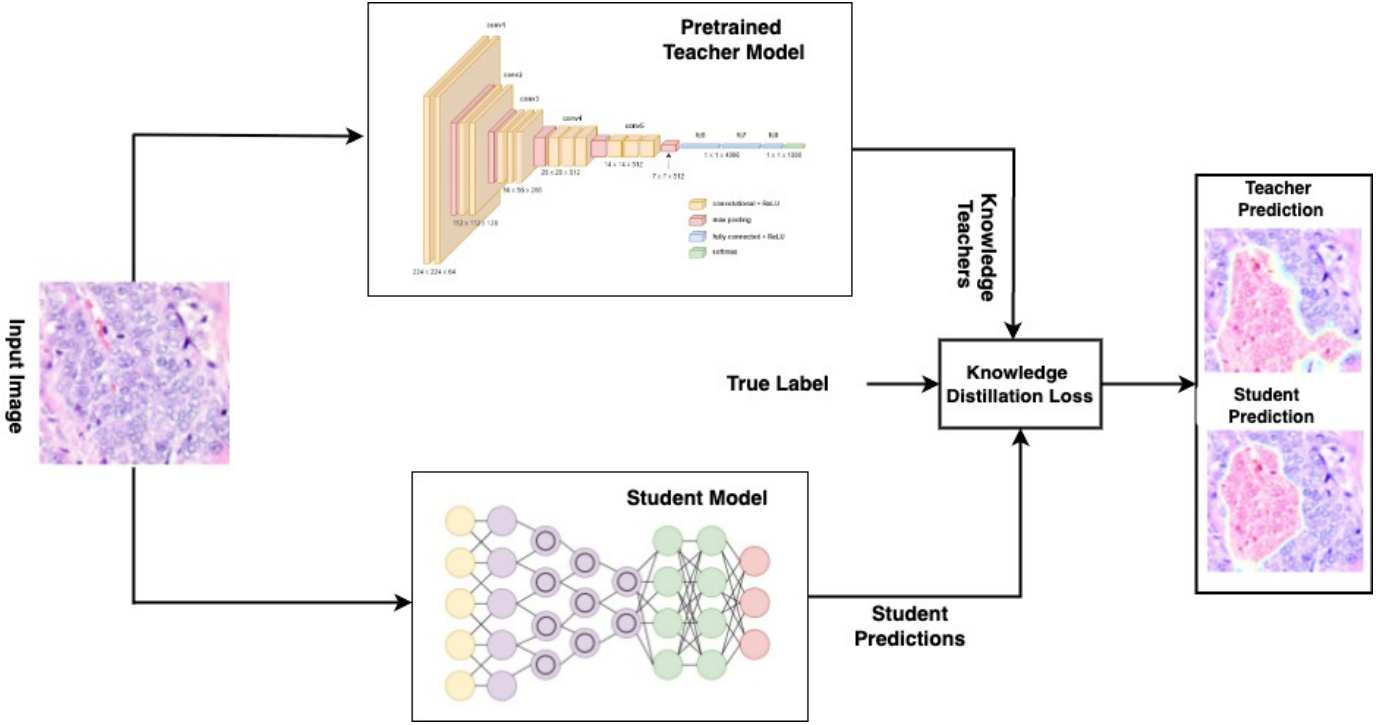 Pretrained
Teacher Model
conv1
conv2
conv3
conv4
conv5
fc6
fc7
fc8
1 x 1 x 4096
1 x 1 x 1000
14 x 14 x 512
7 x 7 x 512
28 x 28 x 512
56 x 56 x 256
112 x 112 x 128
224 x 224 x 64
convolutional + ReLU
max pooling
fully connected + ReLU
softmax
Input Image
Knowledge
Teachers
True Label
Knowledge
Distillation Loss
Teacher
Prediction
Student
Prediction
Student Model
Student
Predictions